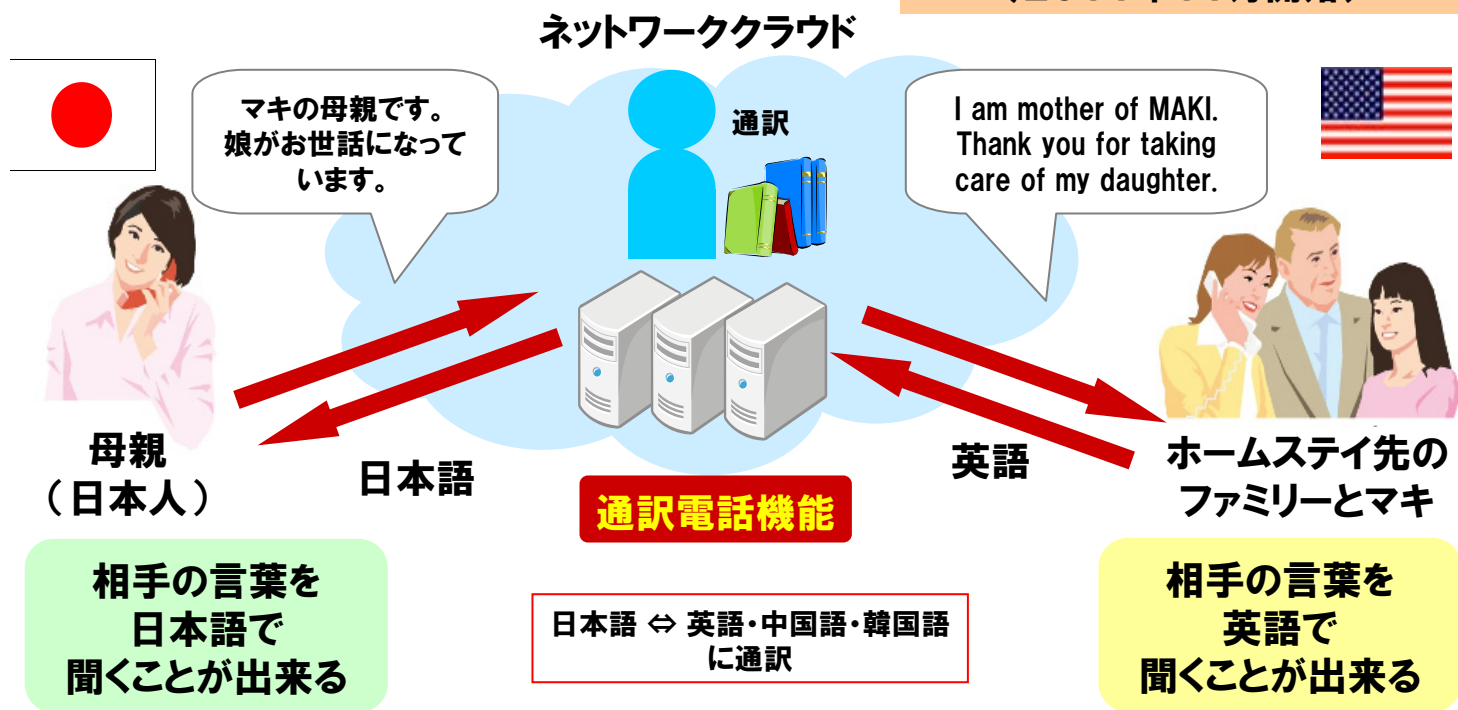 ネットワーククラウド
マキの母親です。
娘がお世話になって
います。
通訳
I am mother of MAKI.
Thank you for taking
care of my daughter.
母親
（日本人）
日本語
通訳電話機能
英語
ホームステイ先の
ファミリーとマキ
相手の言葉を
日本語で
聞くことが出来る
日本語 ⇔ 英語・中国語・韓国語
に通訳
相手の言葉を
英語で
聞くことが出来る